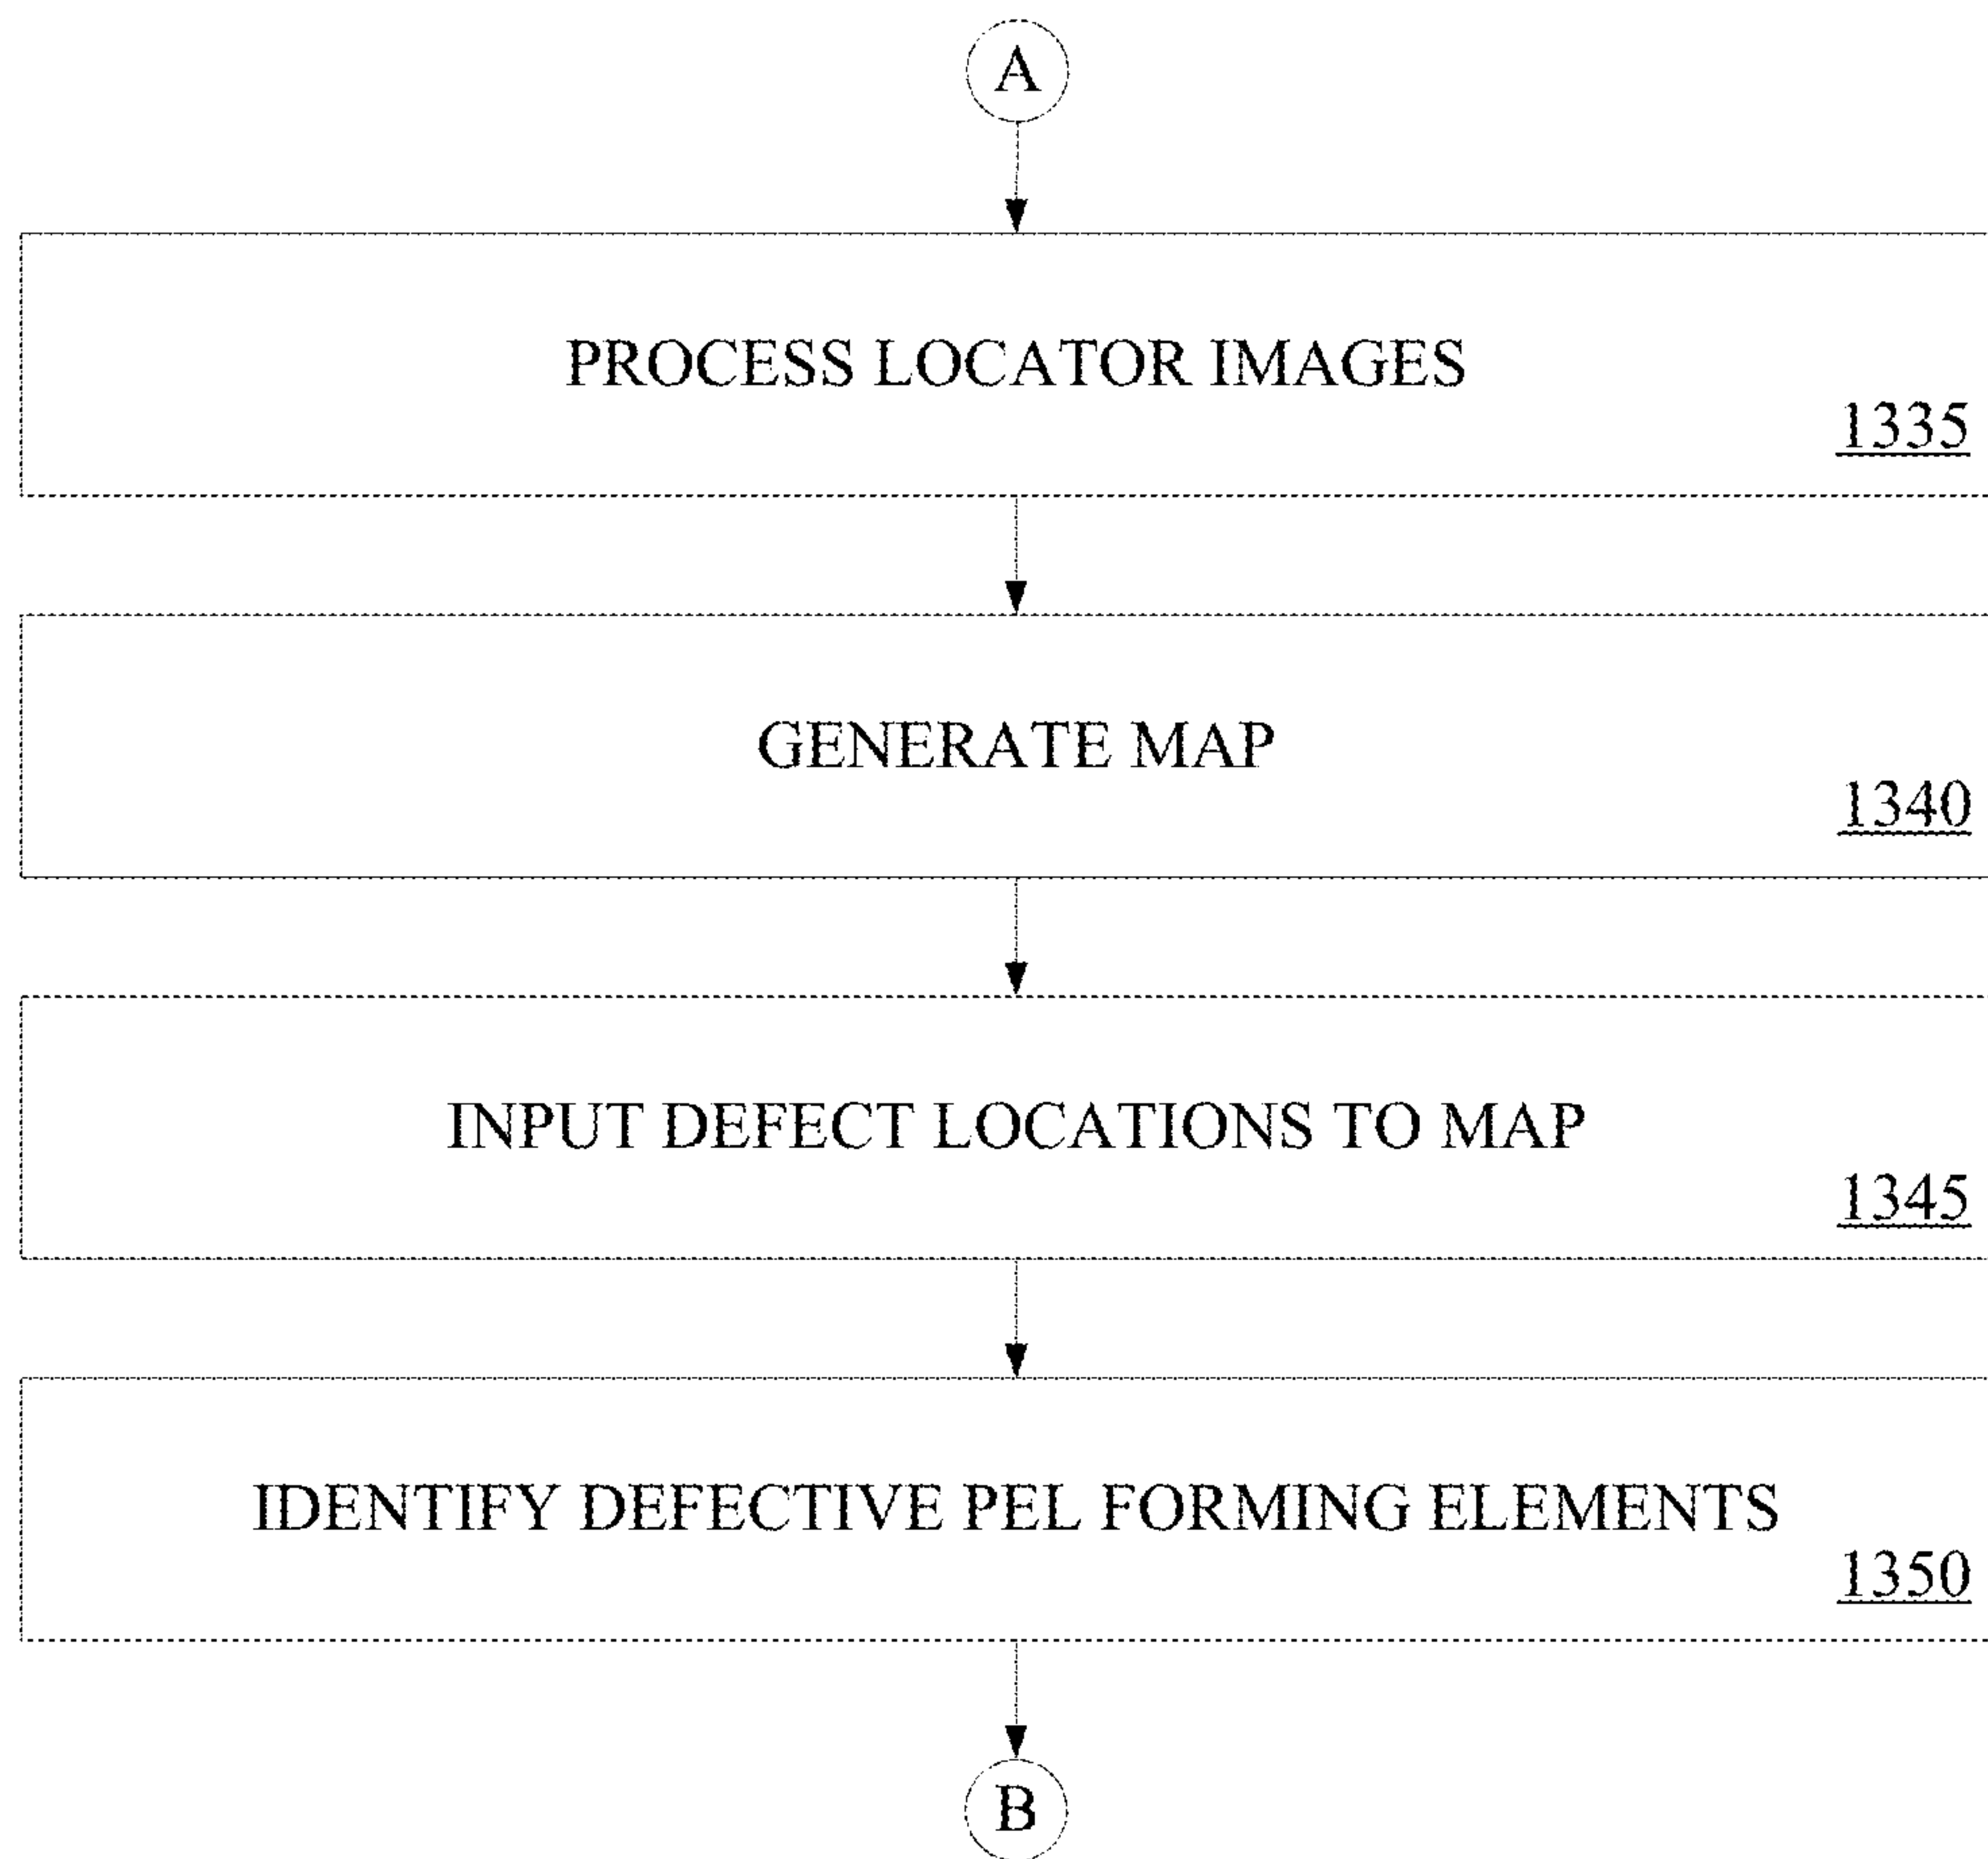 A
PROCESS LOCATOR IMAGES
1335
GENERATE MAP
1340
INPUT DEFECT LOCATIONS TO MAP
1345
IDENTIFY DEFECTIVE PEL FORMING ELEMENTS
1350
B